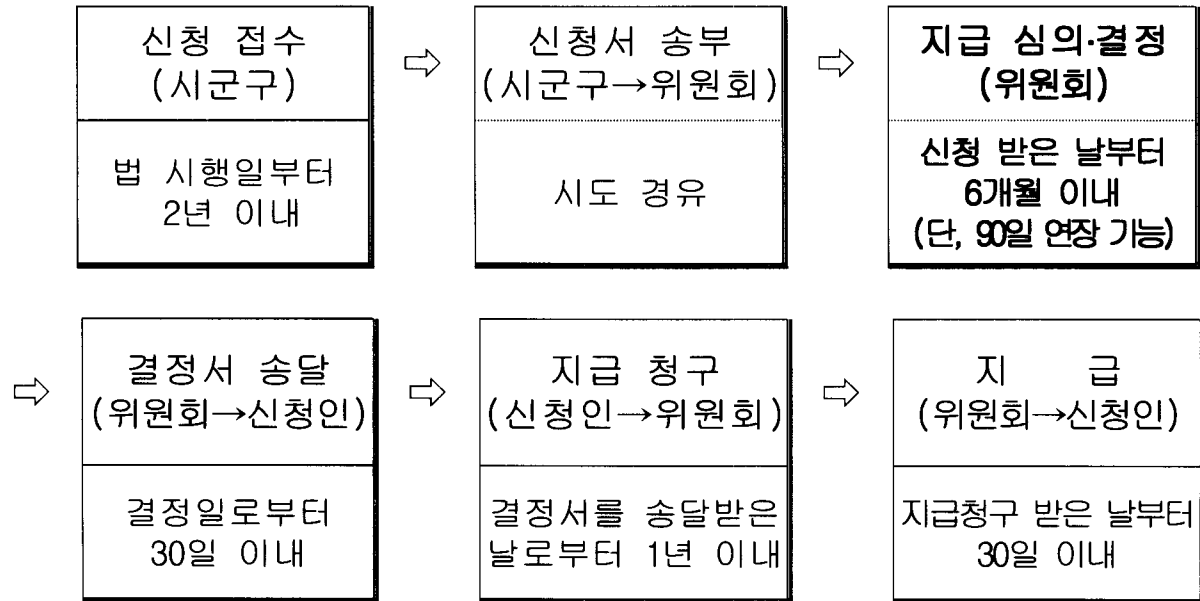 신청 접수
(시군구)
법 시행일부터
2년 이내
⇨
신청서 송부
(시군구→위원회)
시도 경유
⇨
지급 심의·결정
(위원회)
신청 받은 날부터
6개월 이내
(단, 90일 연장 가능)
⇨
결정서 송달
(위원회→신청인)
결정일로부터
30일 이내
⇨
지급 청구
(신청인→위원회)
결정서를 송달받은
날로부터 1년 이내
⇨
지 급
(위원회→신청인)
지급청구 받은 날부터
30일 이내